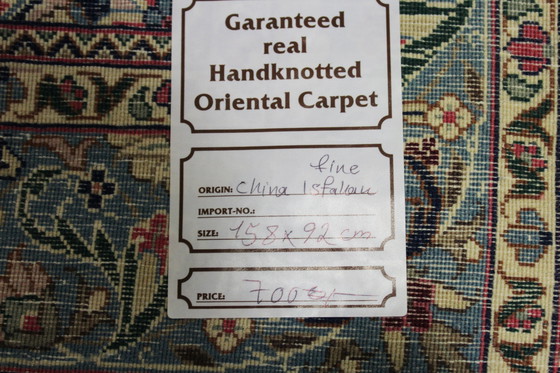 Garanteed
real
Handknotted
Oriental Carpet
fine
ORIGIN: China Isfahan
IMPORT-NO.:
SIZE: 158 x 92 cm
PRICE: 700